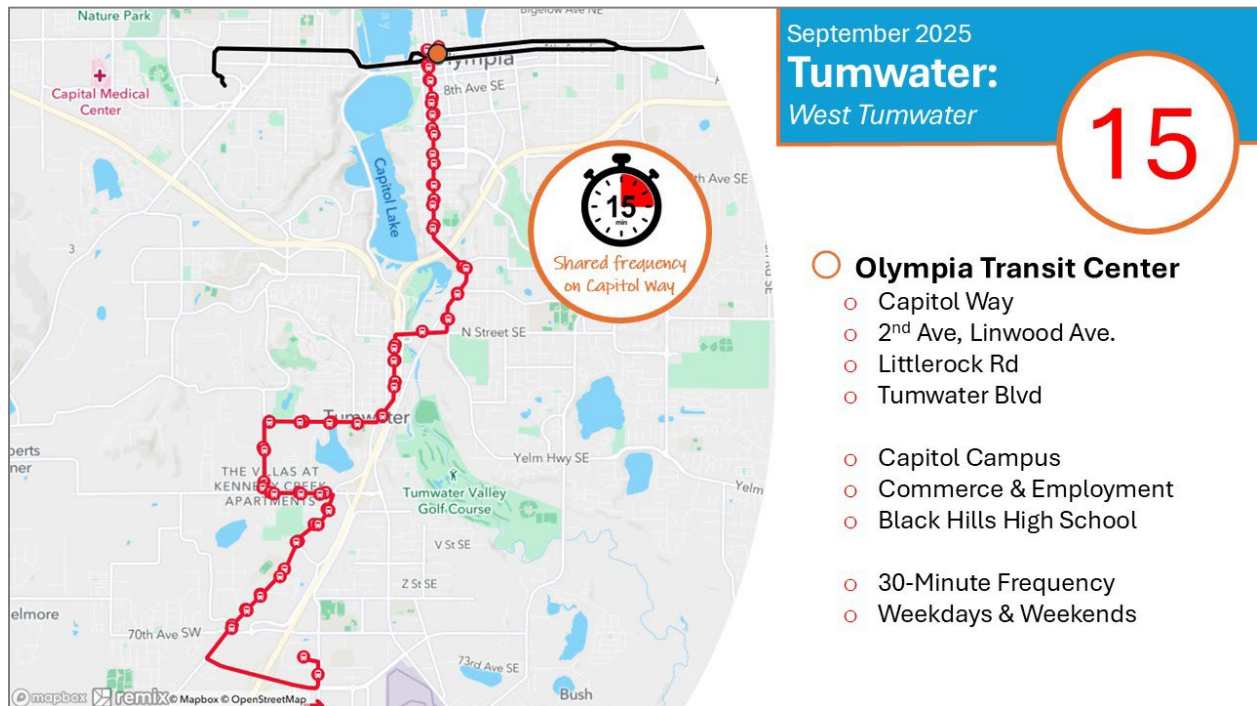 Nature Park
Bigelow Ave NE
4th Ave E
Olympia
Capital Medical
Center
8th Ave SE
Capitol Lake
15
min
Shared frequency
on Capitol Way
3
N Street SE
Tumwater
Yelm Hwy SE
Yelm
THE VILLAS AT
KENNEDY CREEK
APARTMENTS
Tumwater Valley
Golf Course
V St SE
Z St SE
elmore
70th Ave SW
73rd Ave SE
Bush
mapbox remix © Mapbox © OpenStreetMap
September 2025
Tumwater:
West Tumwater
15
Olympia Transit Center
Capitol Way
2nd Ave, Linwood Ave.
Littlerock Rd
Tumwater Blvd
Capitol Campus
Commerce & Employment
Black Hills High School
30-Minute Frequency
Weekdays & Weekends